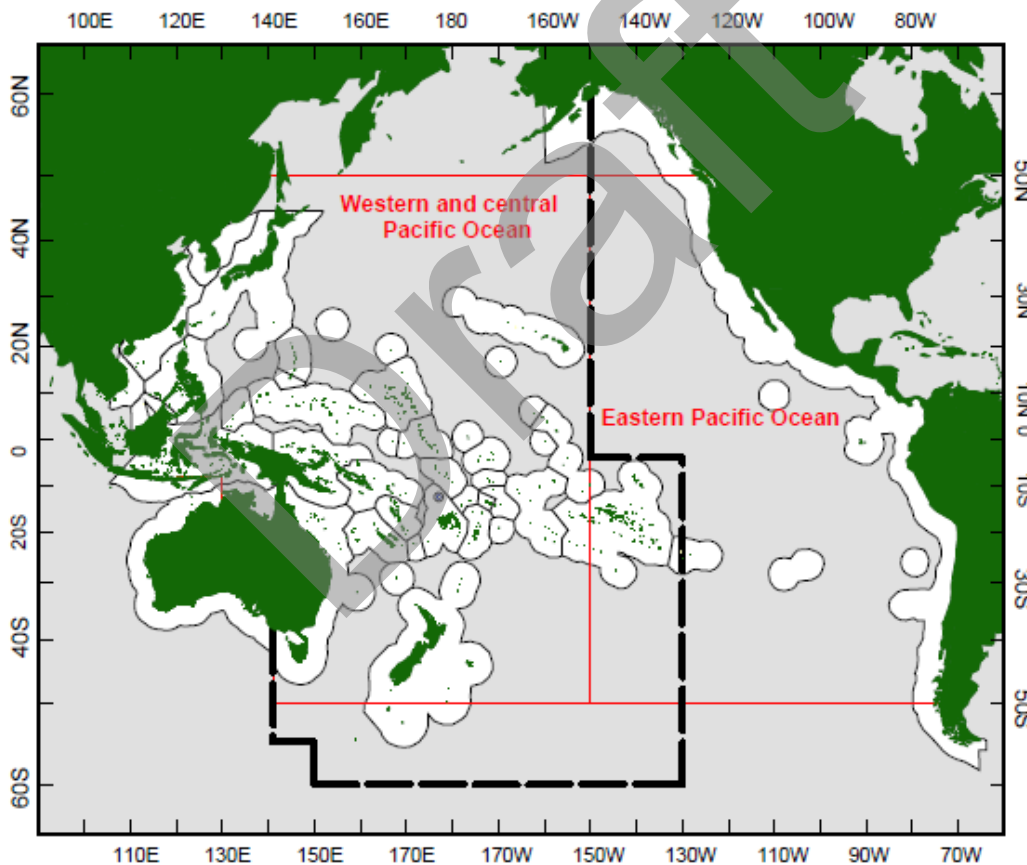 100E 120E 140E 160E 180 160W 140W 120W 100W 80W
60N
40N
20N
0
20S
40S
60S
50N
30N
10N
0
10S
30S
50S
Western and central
Pacific Ocean
Eastern Pacific Ocean
Draft
110E 130E 150E 170E 170W 150W 130W 110W 90W 70W